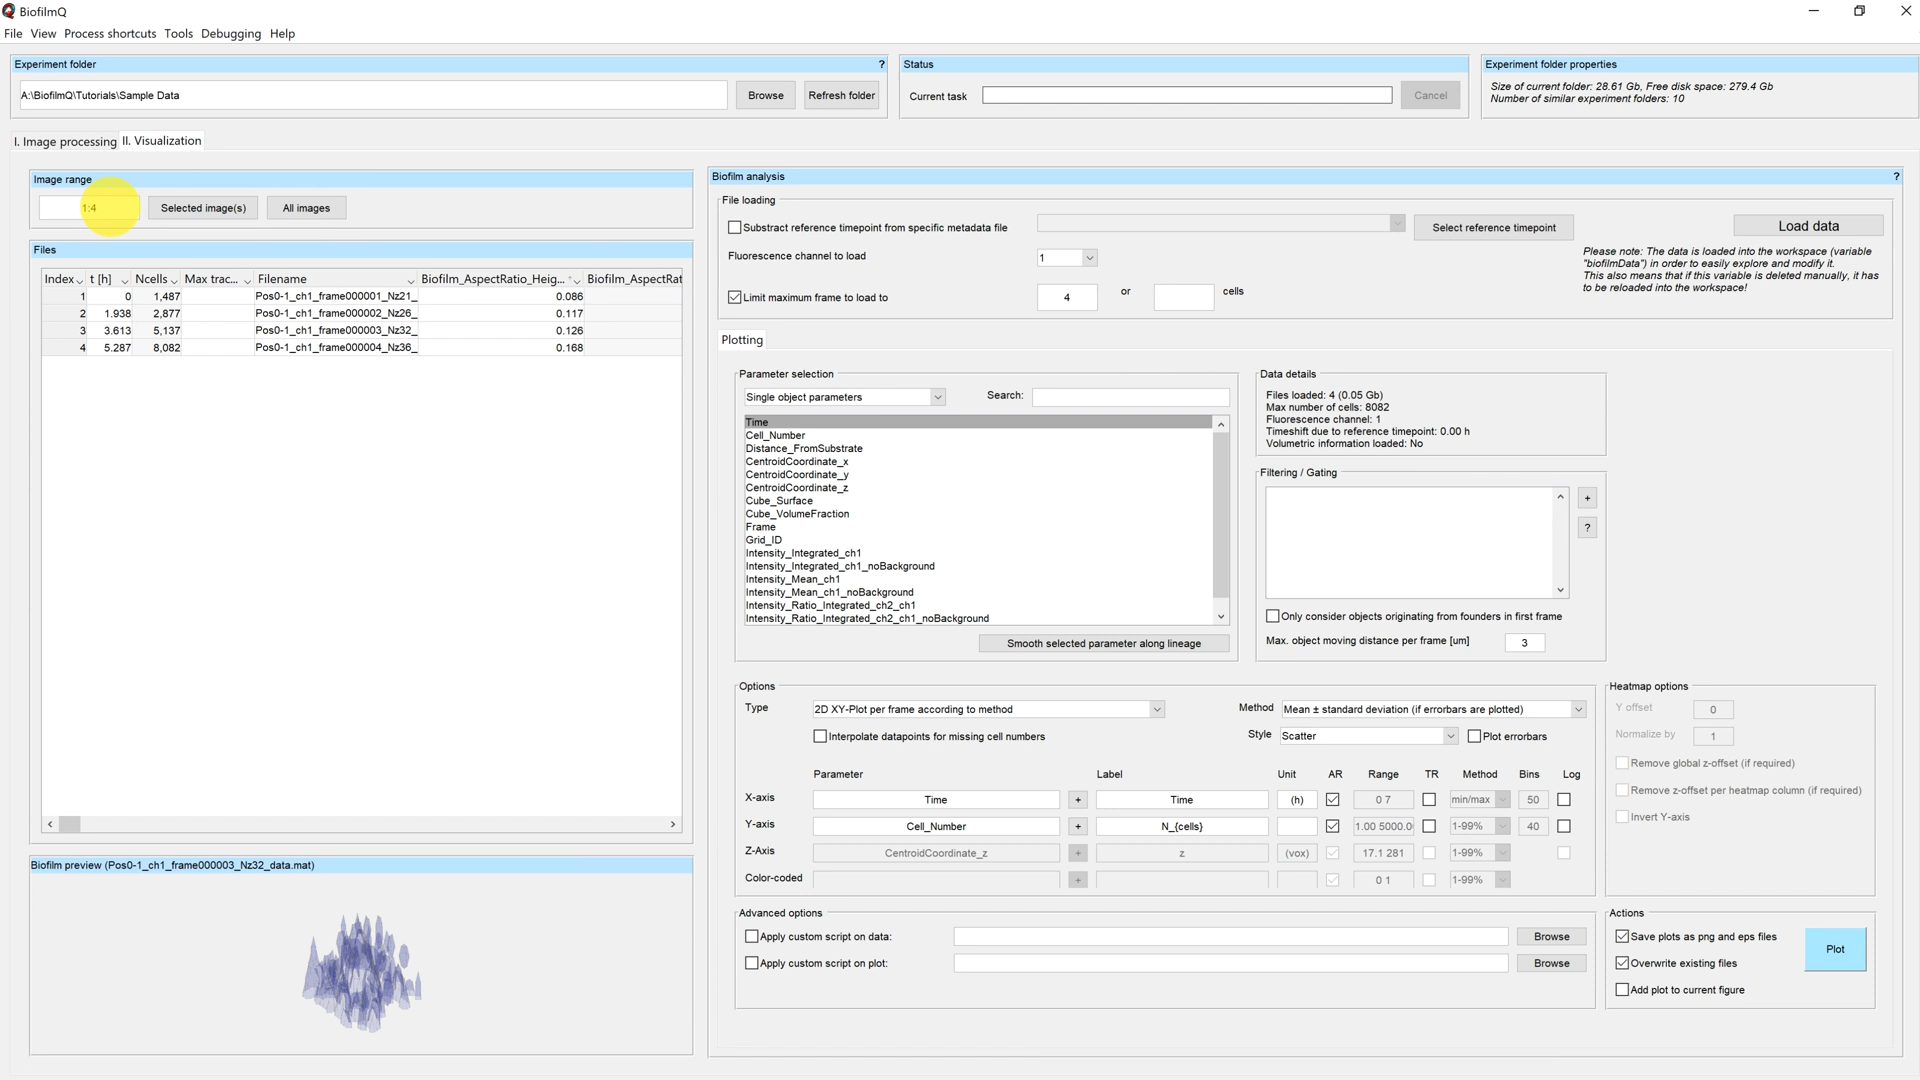 BiofilmQ
File View Process shortcuts Tools Debugging Help
Experiment folder ?
A:\BiofilmQ\Tutorials\Sample Data Browse Refresh folder
Status
Current task Cancel
Experiment folder properties
Size of current folder: 28.61 Gb, Free disk space: 279.4 Gb
Number of similar experiment folders: 10
I. Image processing II. Visualization
Image range
1:4 Selected image(s) All images
Files
Index t [h] Ncells Max trac... Filename Biofilm_AspectRatio_Heig... Biofilm_AspectRat
1 0 1,487 Pos0-1_ch1_frame000001_Nz21_ 0.086
2 1.938 2,877 Pos0-1_ch1_frame000002_Nz26_ 0.117
3 3.613 5,137 Pos0-1_ch1_frame000003_Nz32_ 0.126
4 5.287 8,082 Pos0-1_ch1_frame000004_Nz36_ 0.168
Biofilm preview (Pos0-1_ch1_frame000003_Nz32_data.mat)
Biofilm analysis ?
File loading
Substract reference timepoint from specific metadata file Select reference timepoint Load data
Fluorescence channel to load 1
Please note: The data is loaded into the workspace (variable
"biofilmData") in order to easily explore and modify it.
This also means that if this variable is deleted manually, it has
to be reloaded into the workspace!
Limit maximum frame to load to 4 or cells
Plotting
Parameter selection
Single object parameters Search:
Time
Cell_Number
Distance_FromSubstrate
CentroidCoordinate_x
CentroidCoordinate_y
CentroidCoordinate_z
Cube_Surface
Cube_VolumeFraction
Frame
Grid_ID
Intensity_Integrated_ch1
Intensity_Integrated_ch1_noBackground
Intensity_Mean_ch1
Intensity_Mean_ch1_noBackground
Intensity_Ratio_Integrated_ch2_ch1
Intensity_Ratio_Integrated_ch2_ch1_noBackground
Smooth selected parameter along lineage
Data details
Files loaded: 4 (0.05 Gb)
Max number of cells: 8082
Fluorescence channel: 1
Timeshift due to reference timepoint: 0.00 h
Volumetric information loaded: No
Filtering / Gating
+
?
Only consider objects originating from founders in first frame
Max. object moving distance per frame [um] 3
Options
Type 2D XY-Plot per frame according to method Method Mean ± standard deviation (if errorbars are plotted)
Interpolate datapoints for missing cell numbers Style Scatter Plot errorbars
Parameter Label Unit AR Range TR Method Bins Log
X-axis Time + Time (h) 0 7 min/max 50
Y-axis Cell_Number + N_{cells} 1.00 5000.0 1-99% 40
Z-Axis CentroidCoordinate_z + z (vox) 17.1 281 1-99%
Color-coded + 0 1 1-99%
Heatmap options
Y offset 0
Normalize by 1
Remove global z-offset (if required)
Remove z-offset per heatmap column (if required)
Invert Y-axis
Advanced options
Apply custom script on data: Browse
Apply custom script on plot: Browse
Actions
Save plots as png and eps files
Overwrite existing files
Add plot to current figure
Plot